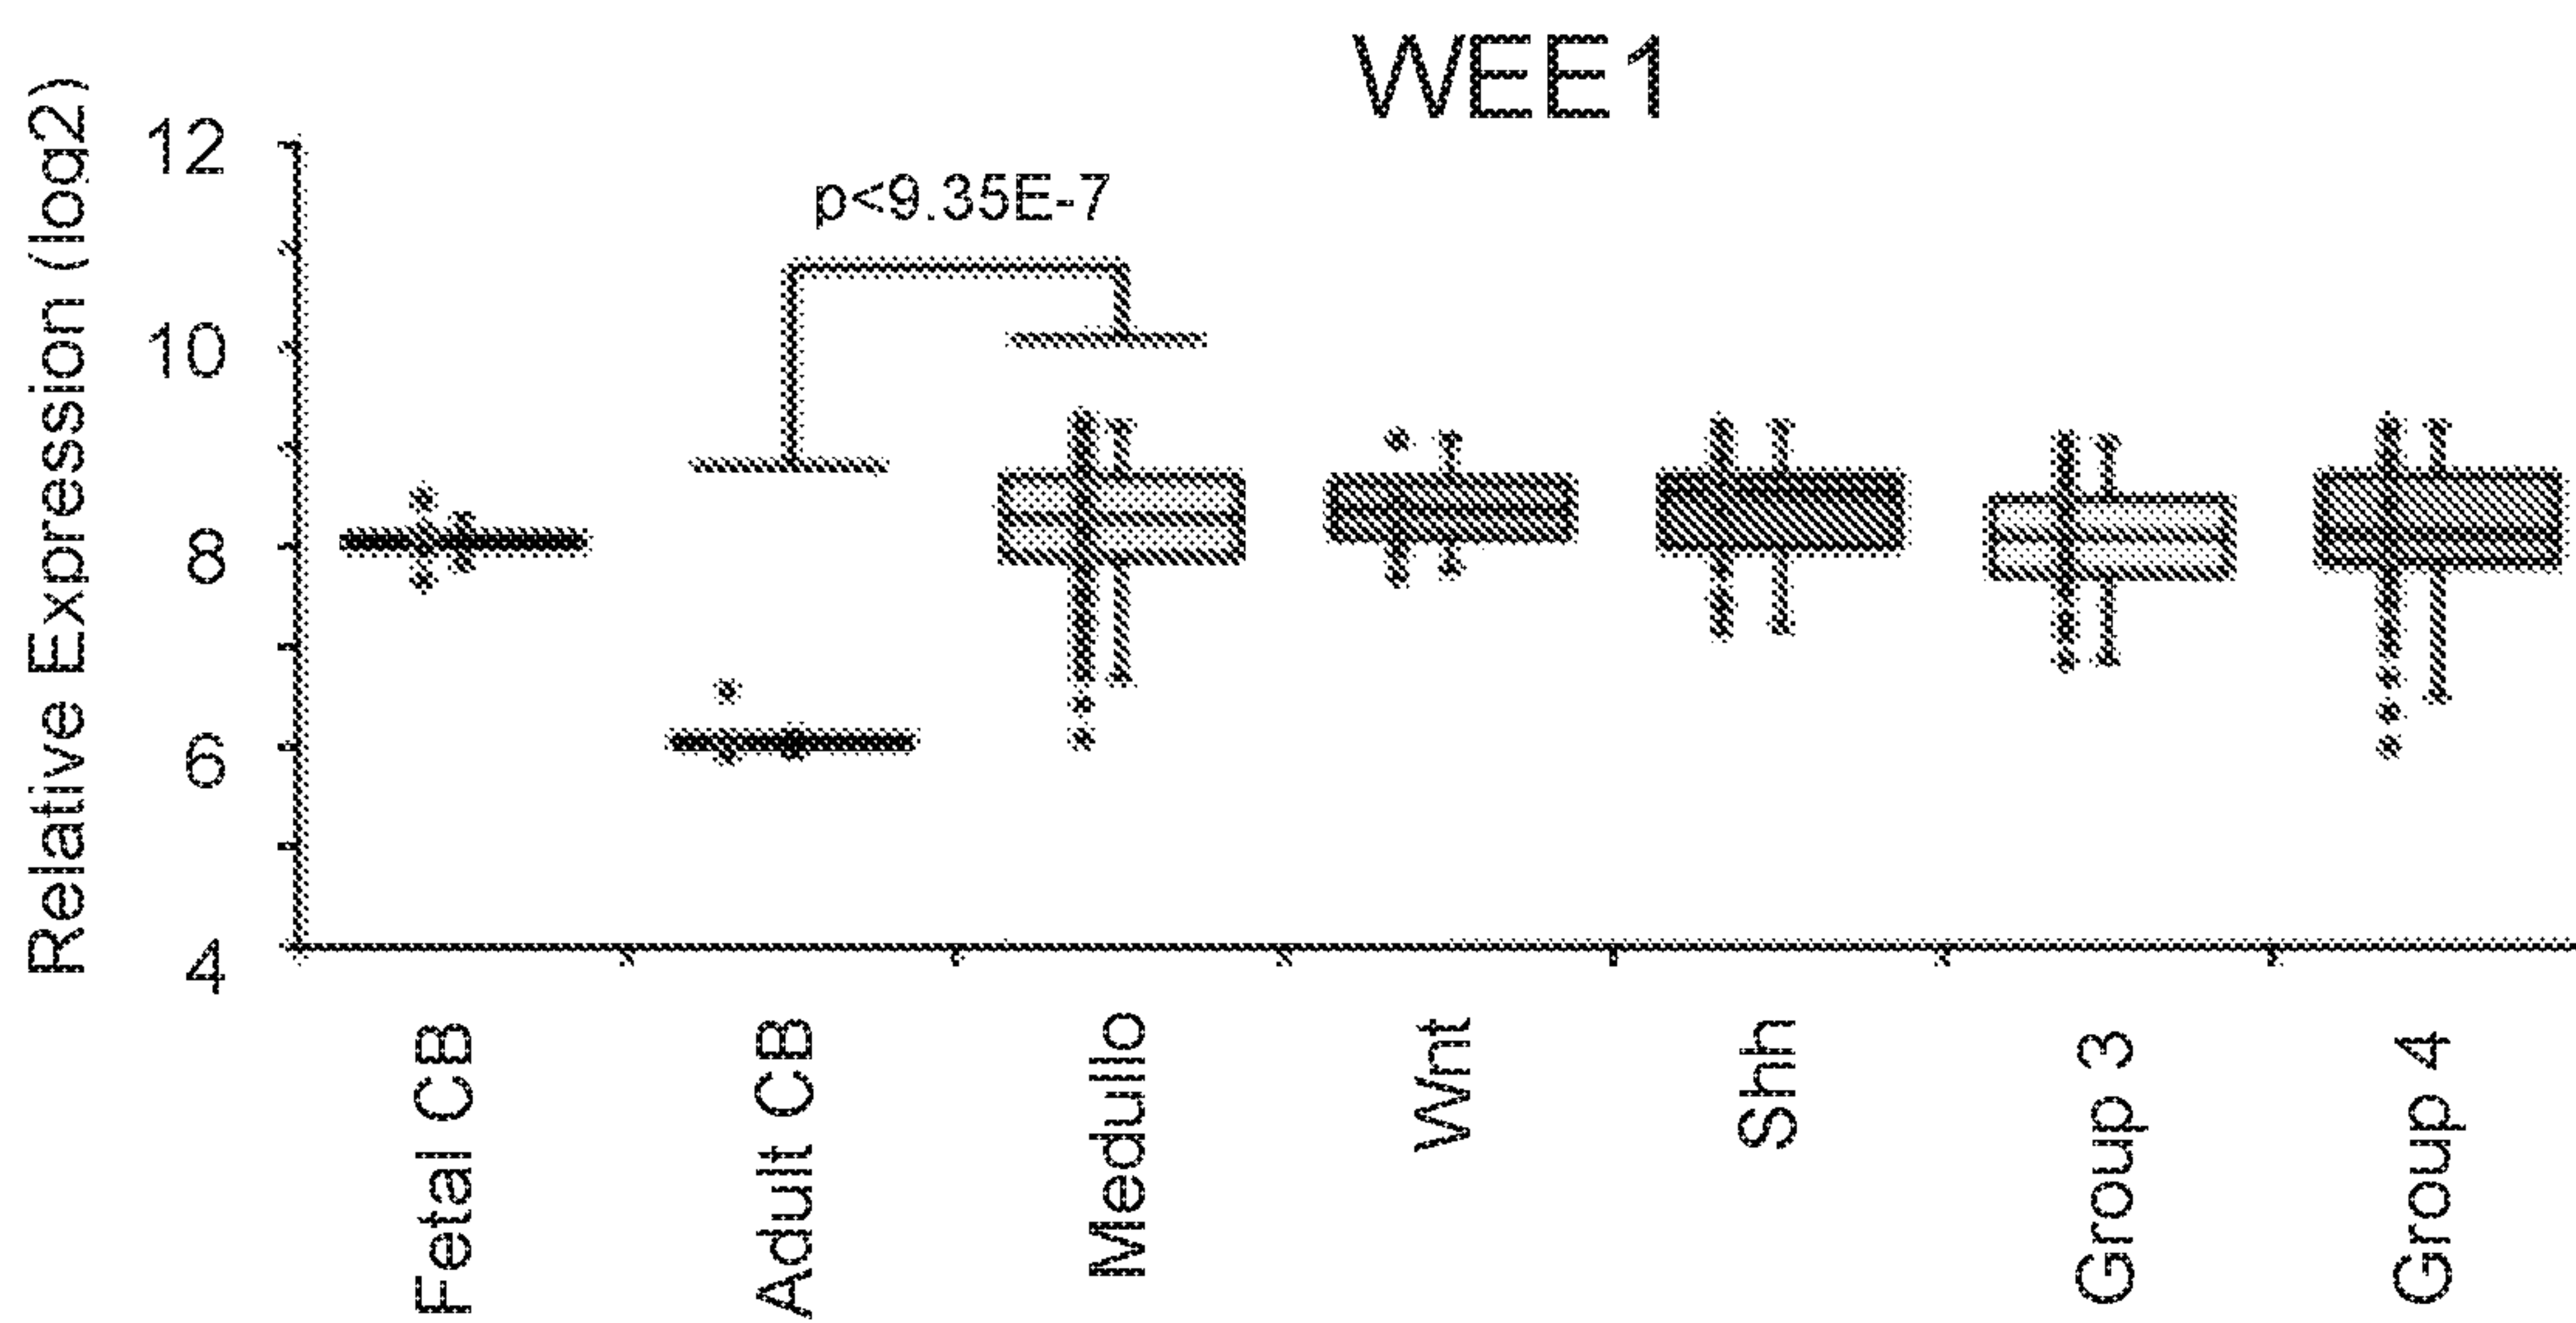 WEE1
Relative Expression (log2)
12
10
8
6
4
p<9.35E-7
Fetal CB
Adult CB
Medullo
Wnt
Shh
Group 3
Group 4